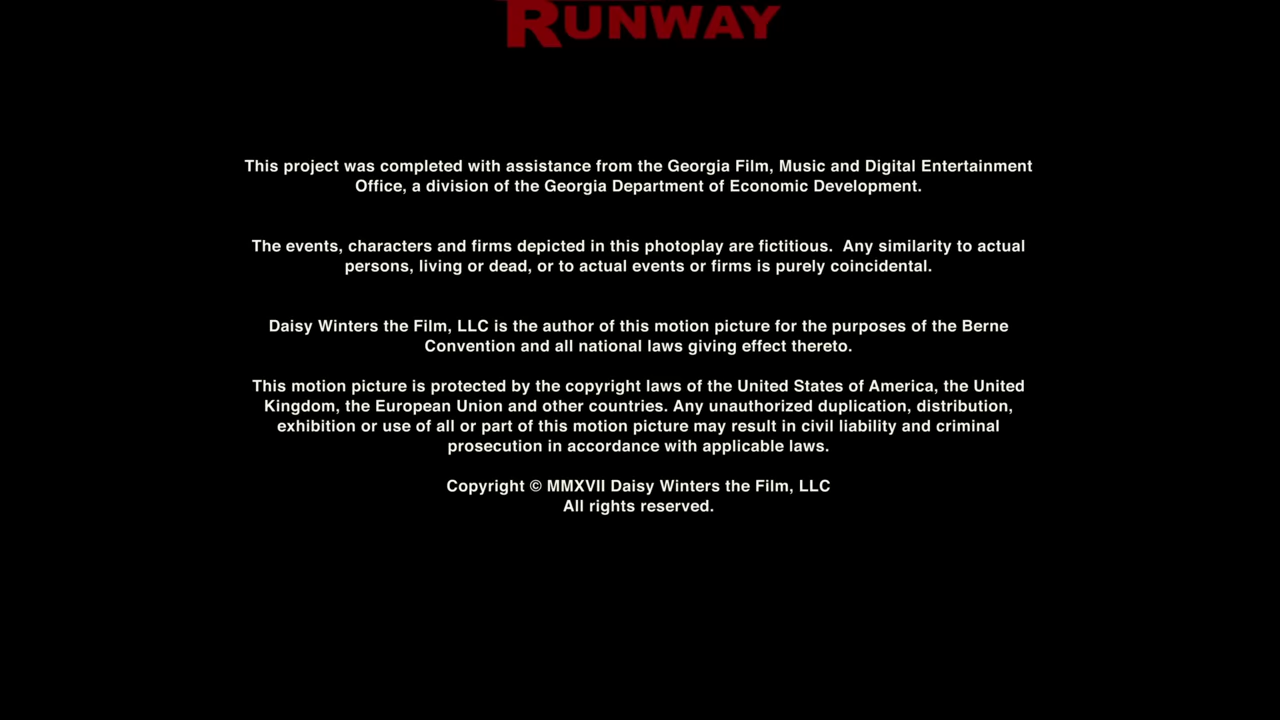 RUNWAY
This project was completed with assistance from the Georgia Film, Music and Digital Entertainment
Office, a division of the Georgia Department of Economic Development.
The events, characters and firms depicted in this photoplay are fictitious.  Any similarity to actual
persons, living or dead, or to actual events or firms is purely coincidental.
Daisy Winters the Film, LLC is the author of this motion picture for the purposes of the Berne
Convention and all national laws giving effect thereto.
This motion picture is protected by the copyright laws of the United States of America, the United
Kingdom, the European Union and other countries. Any unauthorized duplication, distribution,
exhibition or use of all or part of this motion picture may result in civil liability and criminal
prosecution in accordance with applicable laws.
Copyright © MMXVII Daisy Winters the Film, LLC
All rights reserved.